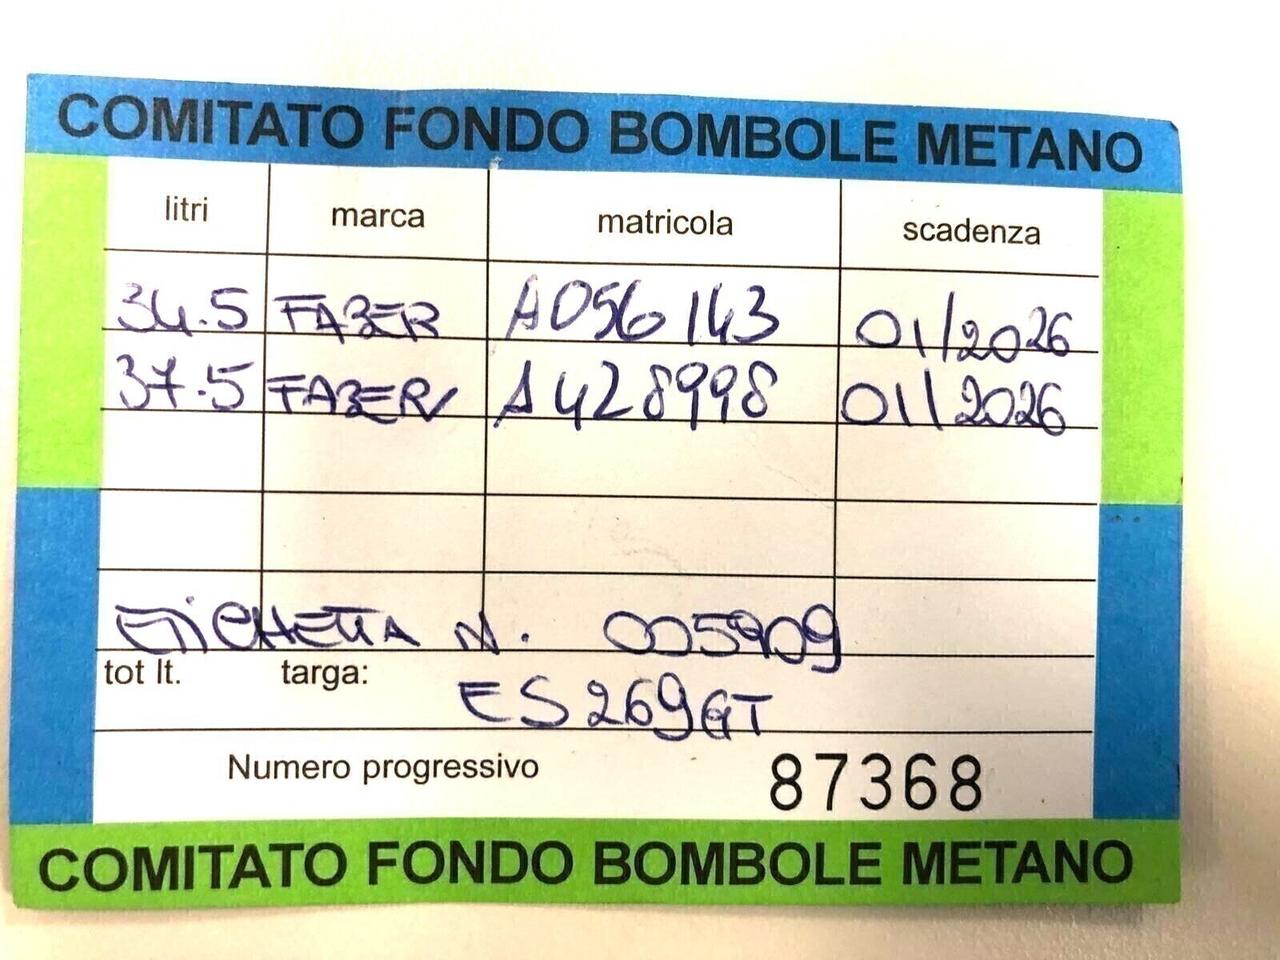 COMITATO FONDO BOMBOLE METANO
litri marca matricola scadenza
34.5 FABER A056143 01/2026
37.5 FABER A428998 01/2026
ETICHETTA N. 005909
tot lt. targa: ES269GT
Numero progressivo 87368
COMITATO FONDO BOMBOLE METANO